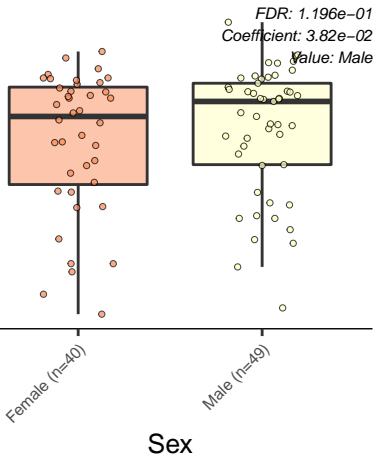 FDR: 1.196e−01
Coefficient: 3.82e−02
Value: Male
Female (n=40)
Male (n=49)
Sex